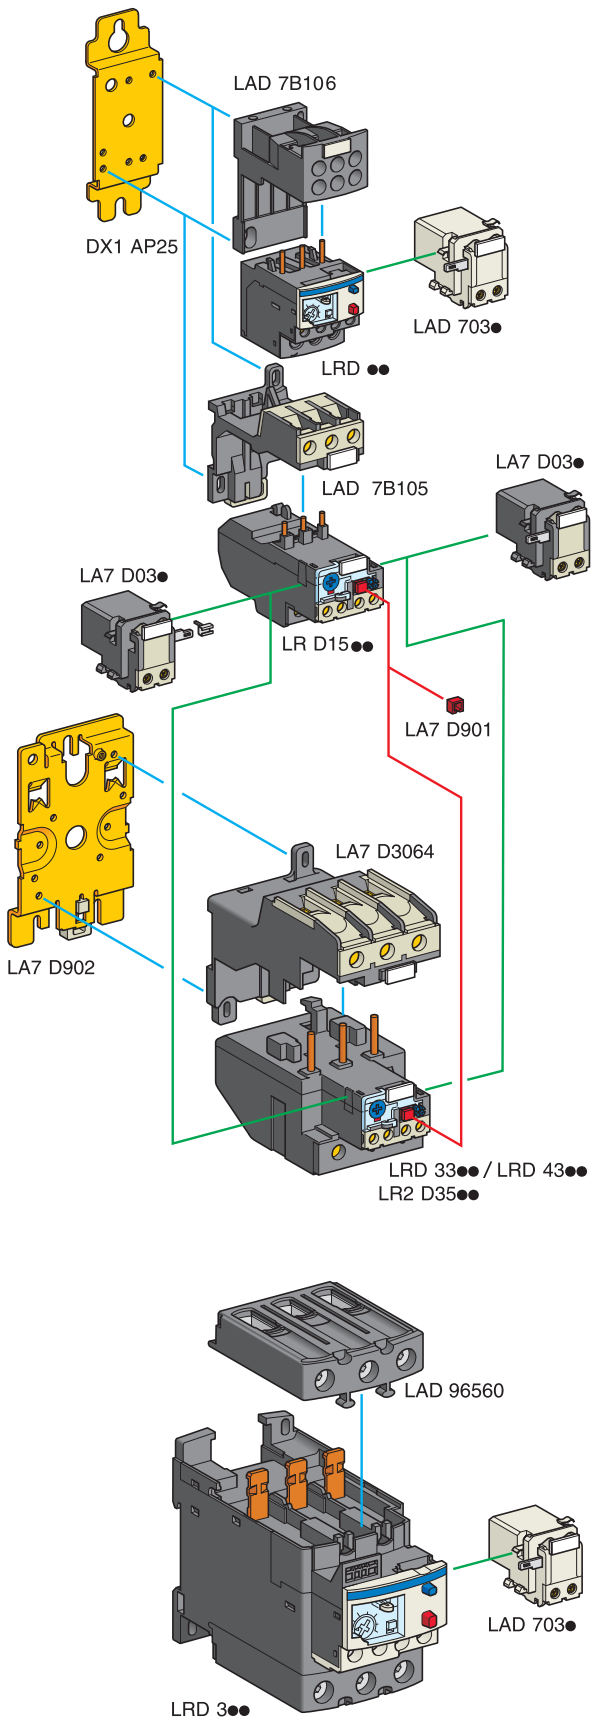 LAD 7B106
DX1 AP25
LAD 703●
LRD ●●
LA7 D03●
LAD 7B105
LA7 D03●
LR D15●●
LA7 D901
LA7 D3064
LA7 D902
LRD 33●● / LRD 43●●
LR2 D35●●
LAD 96560
LAD 703●
LRD 3●●